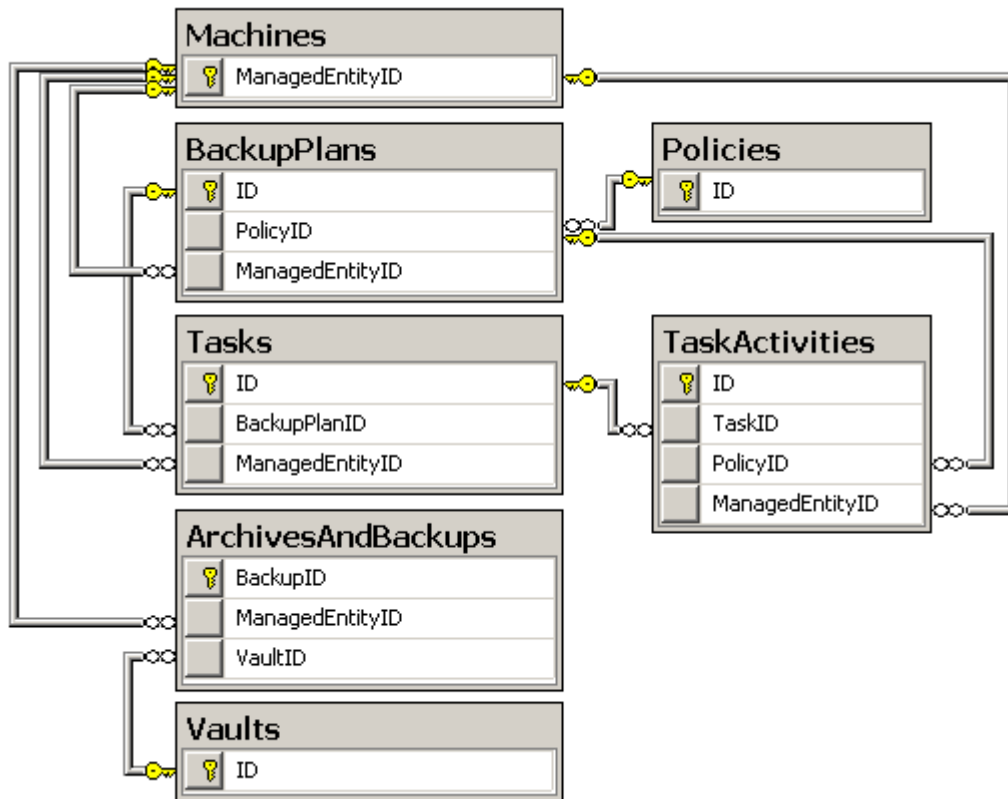 Machines
ManagedEntityID
BackupPlans
ID
PolicyID
ManagedEntityID
Policies
ID
Tasks
ID
BackupPlanID
ManagedEntityID
TaskActivities
ID
TaskID
PolicyID
ManagedEntityID
ArchivesAndBackups
BackupID
ManagedEntityID
VaultID
Vaults
ID